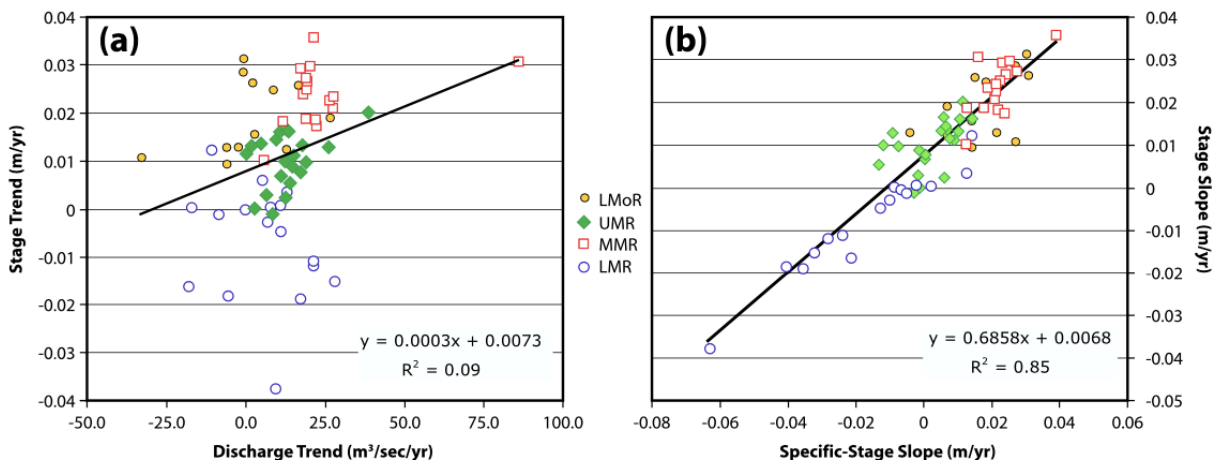 (a)
0.04
0.03
0.02
0.01
0
-0.01
-0.02
-0.03
-0.04
Stage Trend (m/yr)
-50.0 -25.0 0.0 25.0 50.0 75.0 100.0
Discharge Trend (m³/sec/yr)
y = 0.0003x + 0.0073
R² = 0.09
LMoR
UMR
MMR
LMR
(b)
0.04
0.03
0.02
0.01
0
-0.01
-0.02
-0.03
-0.04
-0.05
Stage Slope (m/yr)
-0.08 -0.06 -0.04 -0.02 0 0.02 0.04 0.06
Specific-Stage Slope (m/yr)
y = 0.6858x + 0.0068
R² = 0.85